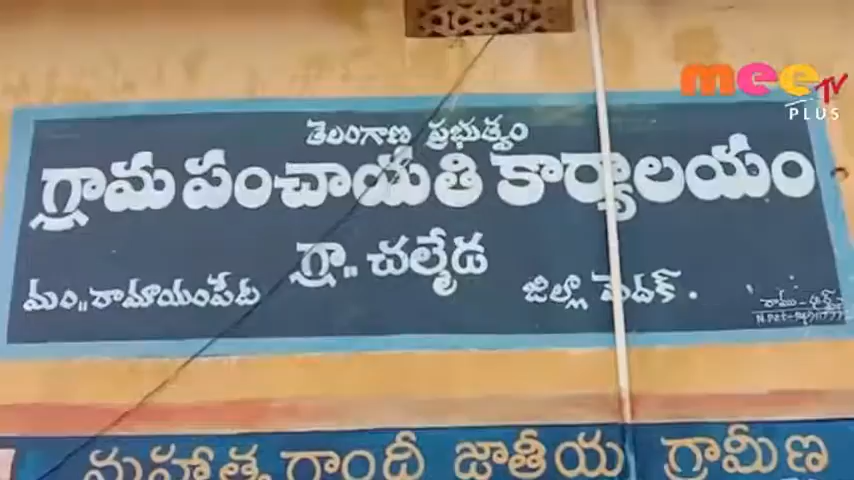 mee TV
PLUS
తెలంగాణ ప్రభుత్వం
గ్రామ పంచాయతి కార్యాలయం
గ్రా.. చల్మేడ
మం,, రామాయంపేట జిల్లా మెదక్.
రాము
మహాత్మ గాంధీ జాతీయ గ్రామీణ